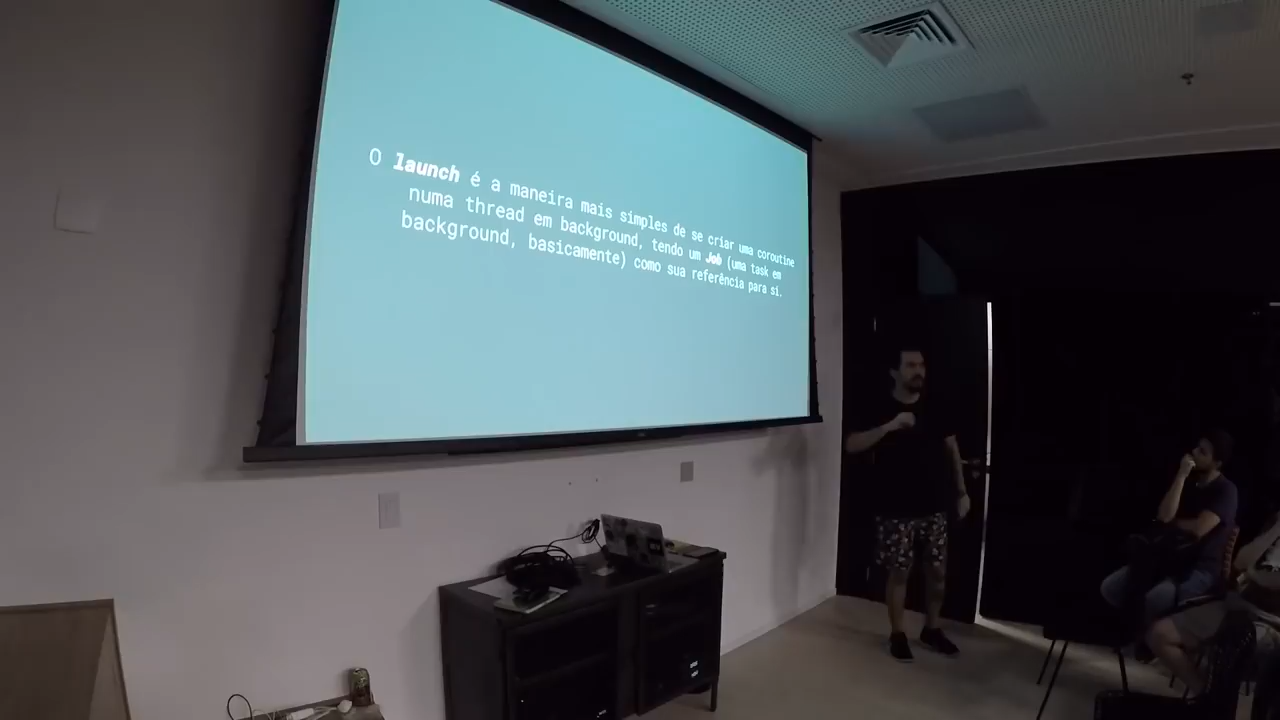 O launch é a maneira mais simples de se criar uma coroutine
numa thread em background, tendo um Job (uma task em
background, basicamente) como sua referência para si.